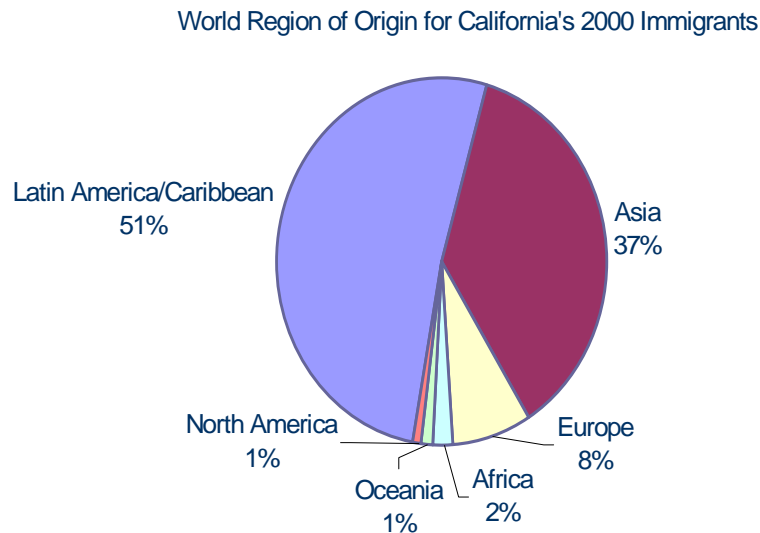 World Region of Origin for California's 2000 Immigrants
Latin America/Caribbean
51%
Asia
37%
North America
1%
Oceania
1%
Africa
2%
Europe
8%